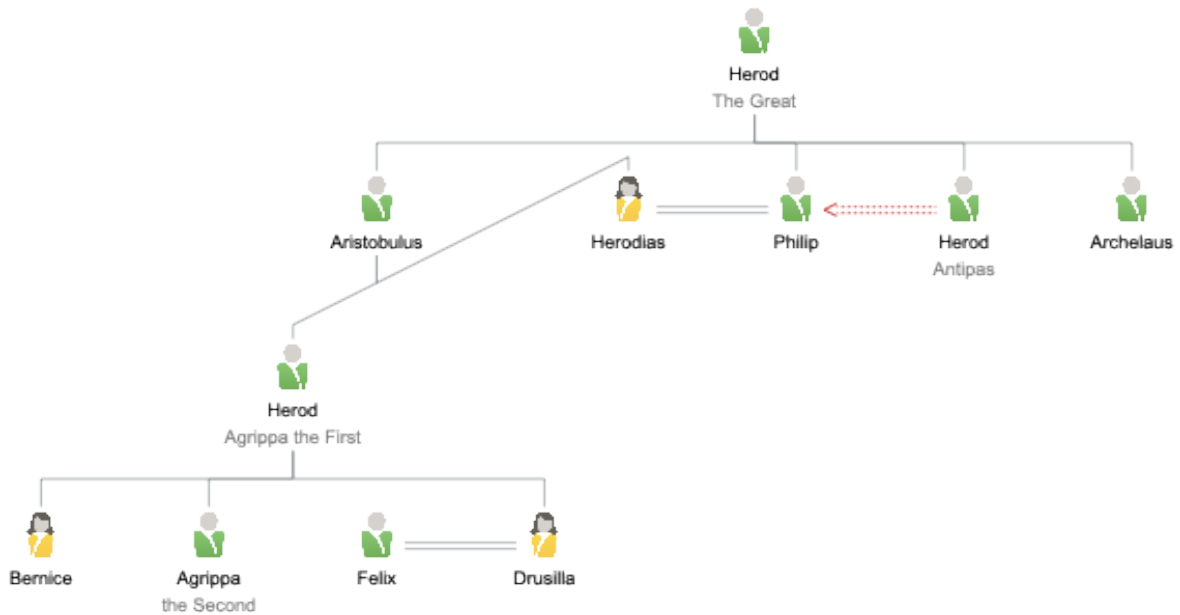 Herod
The Great
Aristobulus
Herodias
Philip
Herod
Antipas
Archelaus
Herod
Agrippa the First
Bernice
Agrippa
the Second
Felix
Drusilla